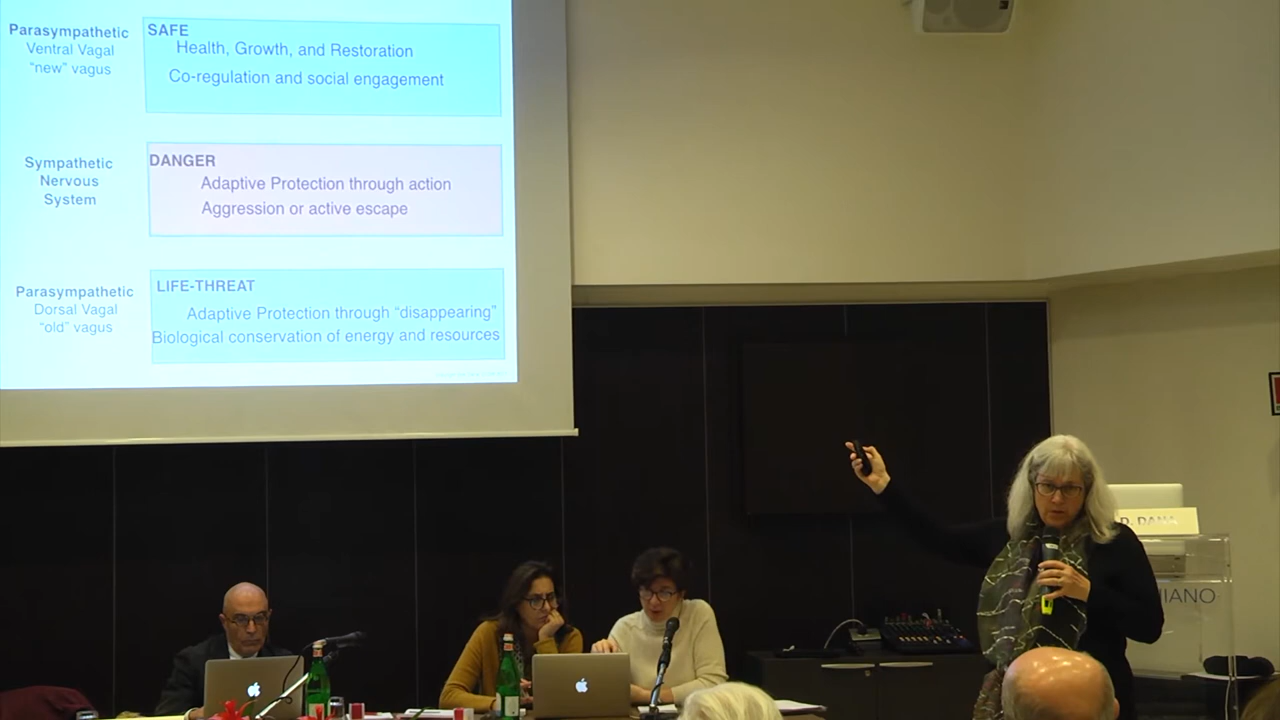 Parasympathetic
Ventral Vagal
“new” vagus
SAFE
Health, Growth, and Restoration
Co-regulation and social engagement
Sympathetic
Nervous
System
DANGER
Adaptive Protection through action
Aggression or active escape
Parasympathetic
Dorsal Vagal
“old” vagus
LIFE-THREAT
Adaptive Protection through “disappearing”
Biological conservation of energy and resources
D. DANA
IANO